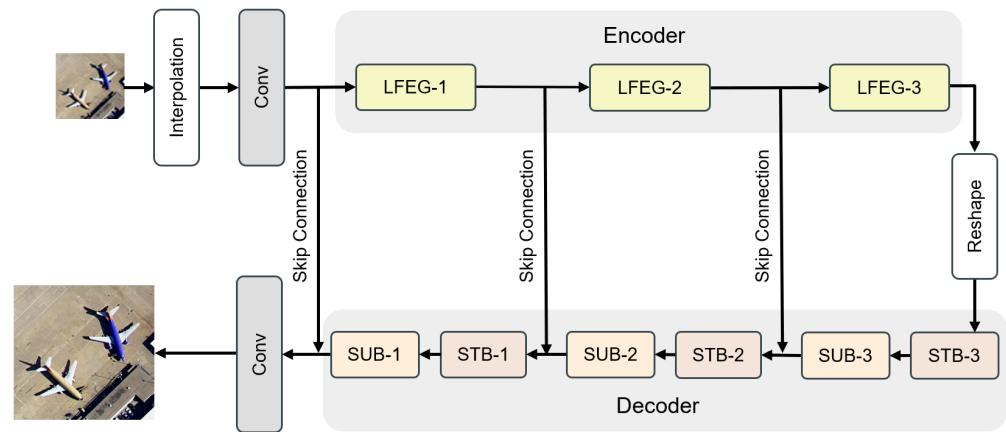 Encoder
Interpolation
Conv
LFEG-1
LFEG-2
LFEG-3
Skip Connection
Skip Connection
Skip Connection
Reshape
Conv
SUB-1
STB-1
SUB-2
STB-2
SUB-3
STB-3
Decoder